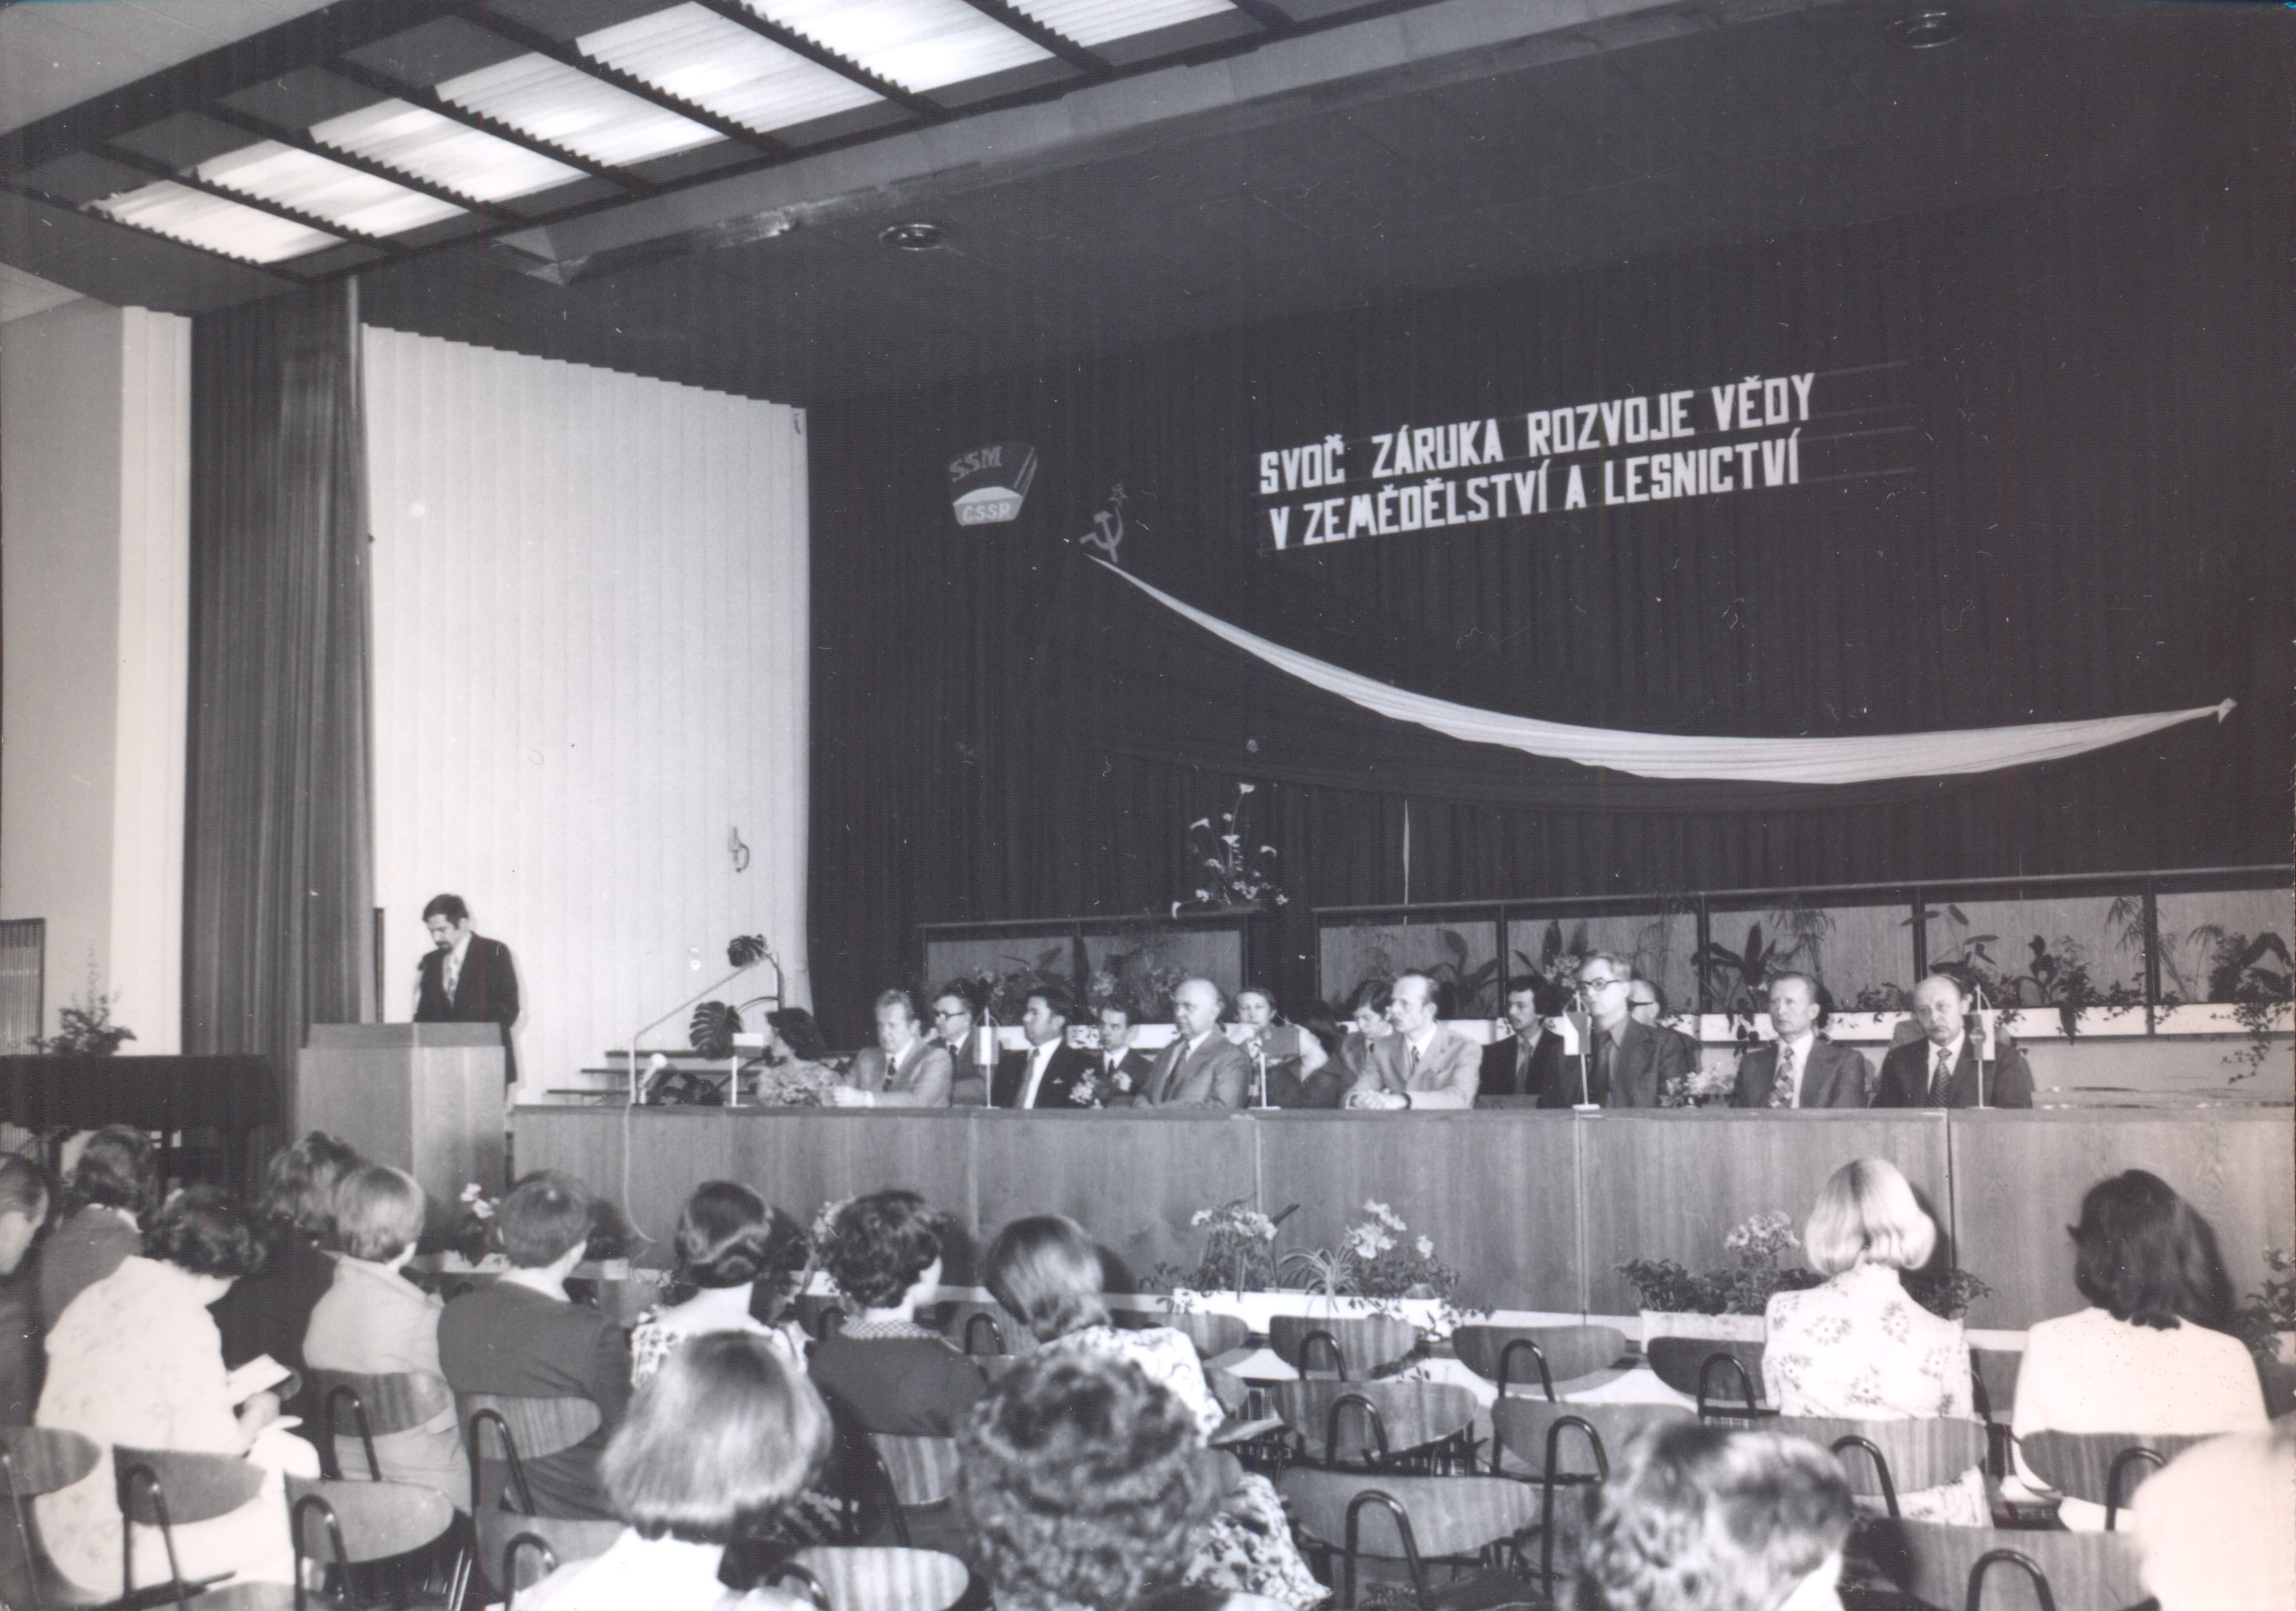 SSM
ČSSR
SVOČ ZÁRUKA ROZVOJE VĚDY
V ZEMĚDĚLSTVÍ A LESNICTVÍ